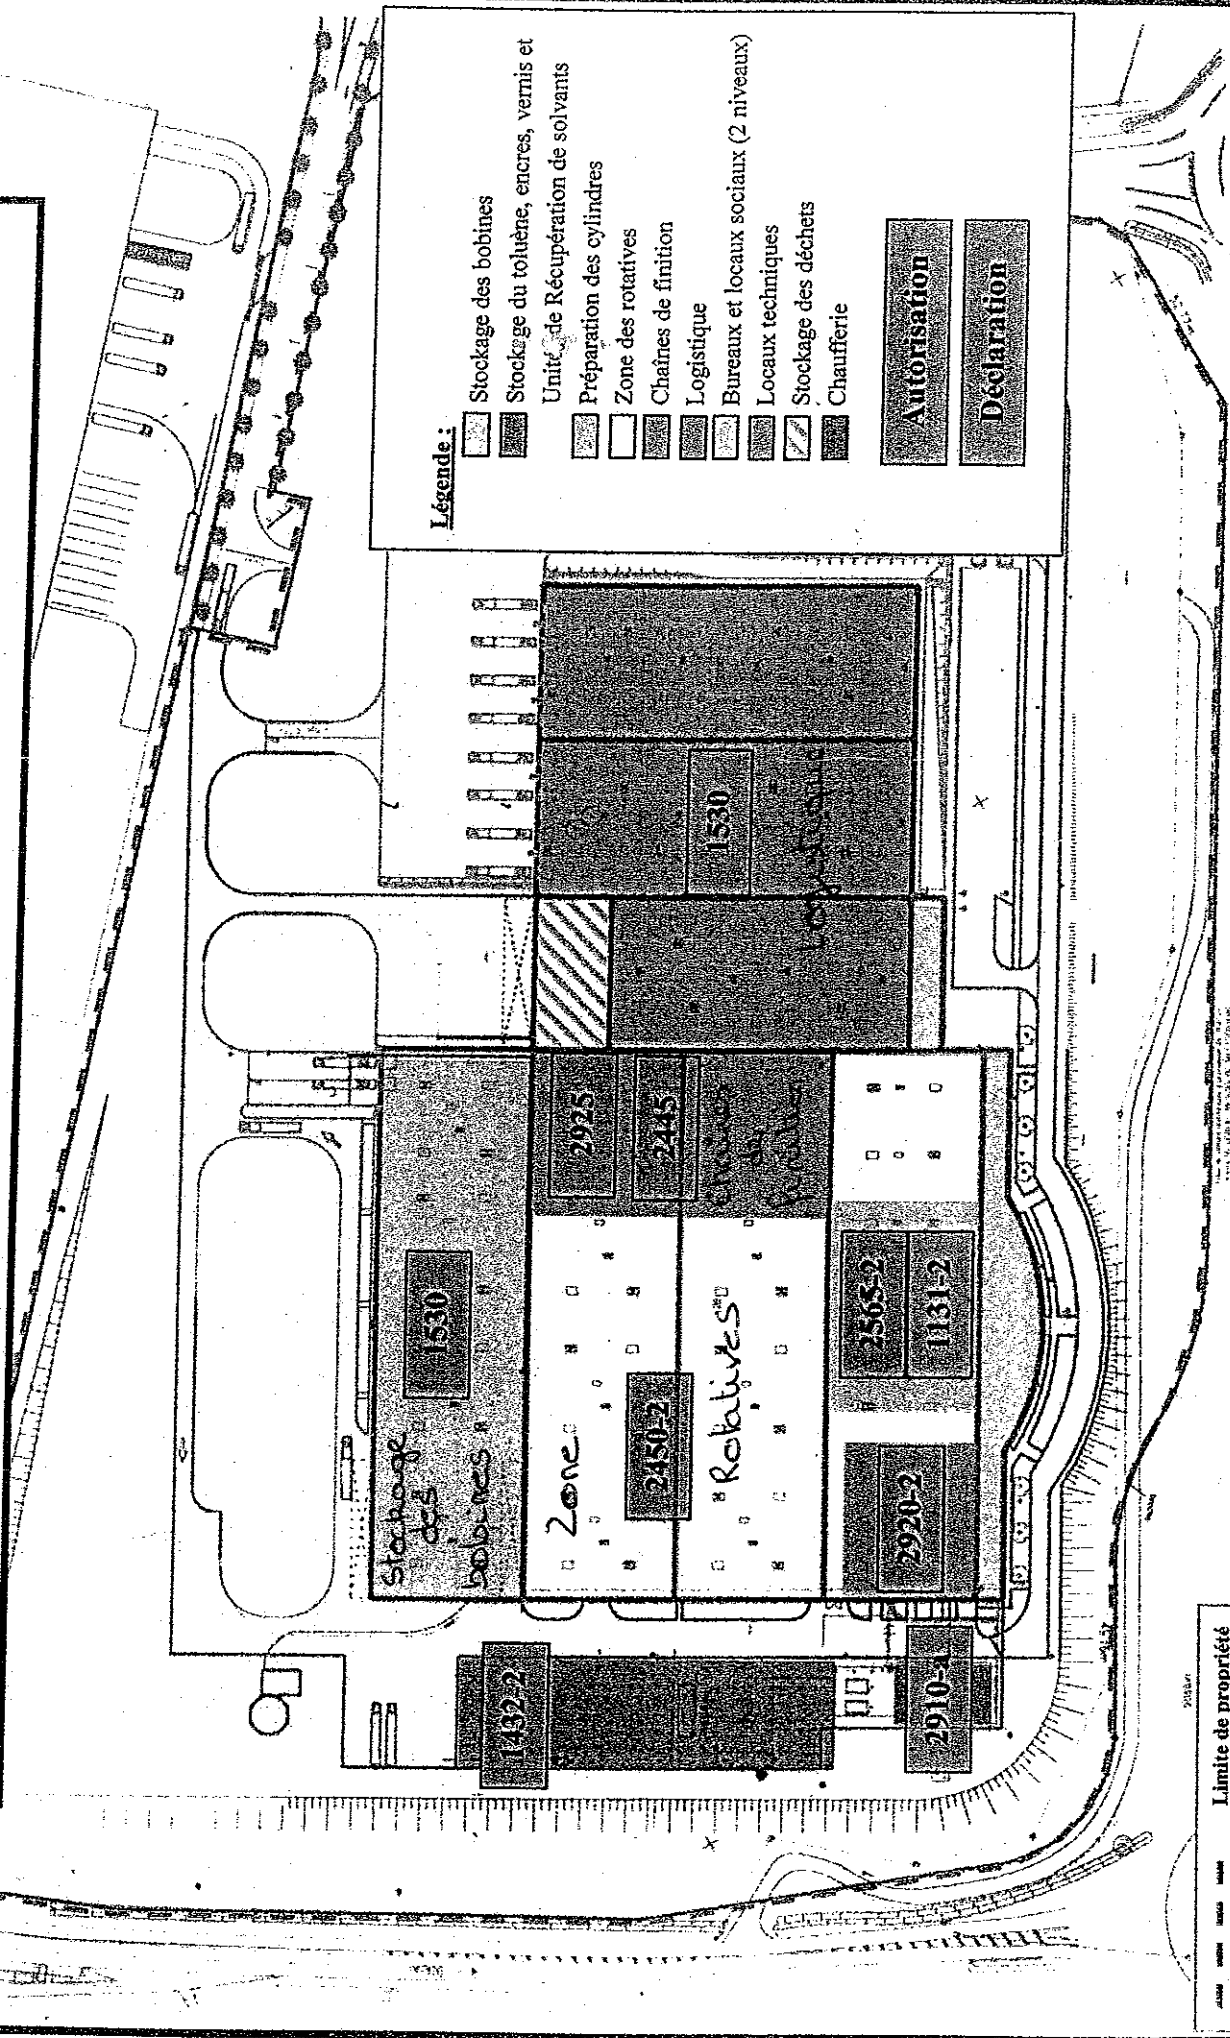 Légende :
Stockage des bobines
Stockage du toluène, encres, vernis et
Unité de Récupération de solvants
Préparation des cylindres
Zone des rotatives
Chaînes de finition
Logistique
Bureaux et locaux sociaux (2 niveaux)
Locaux techniques
Stockage des déchets
Chaufferie
Autorisation
Déclaration
1530
Logistique
2925
2445
Chaînes
de
finition
1530
Stockage
des
bobines
Zone
Rotatives
2450-2
2565-2
1131-2
2920-2
1432-2
2910-a
Limite de propriété